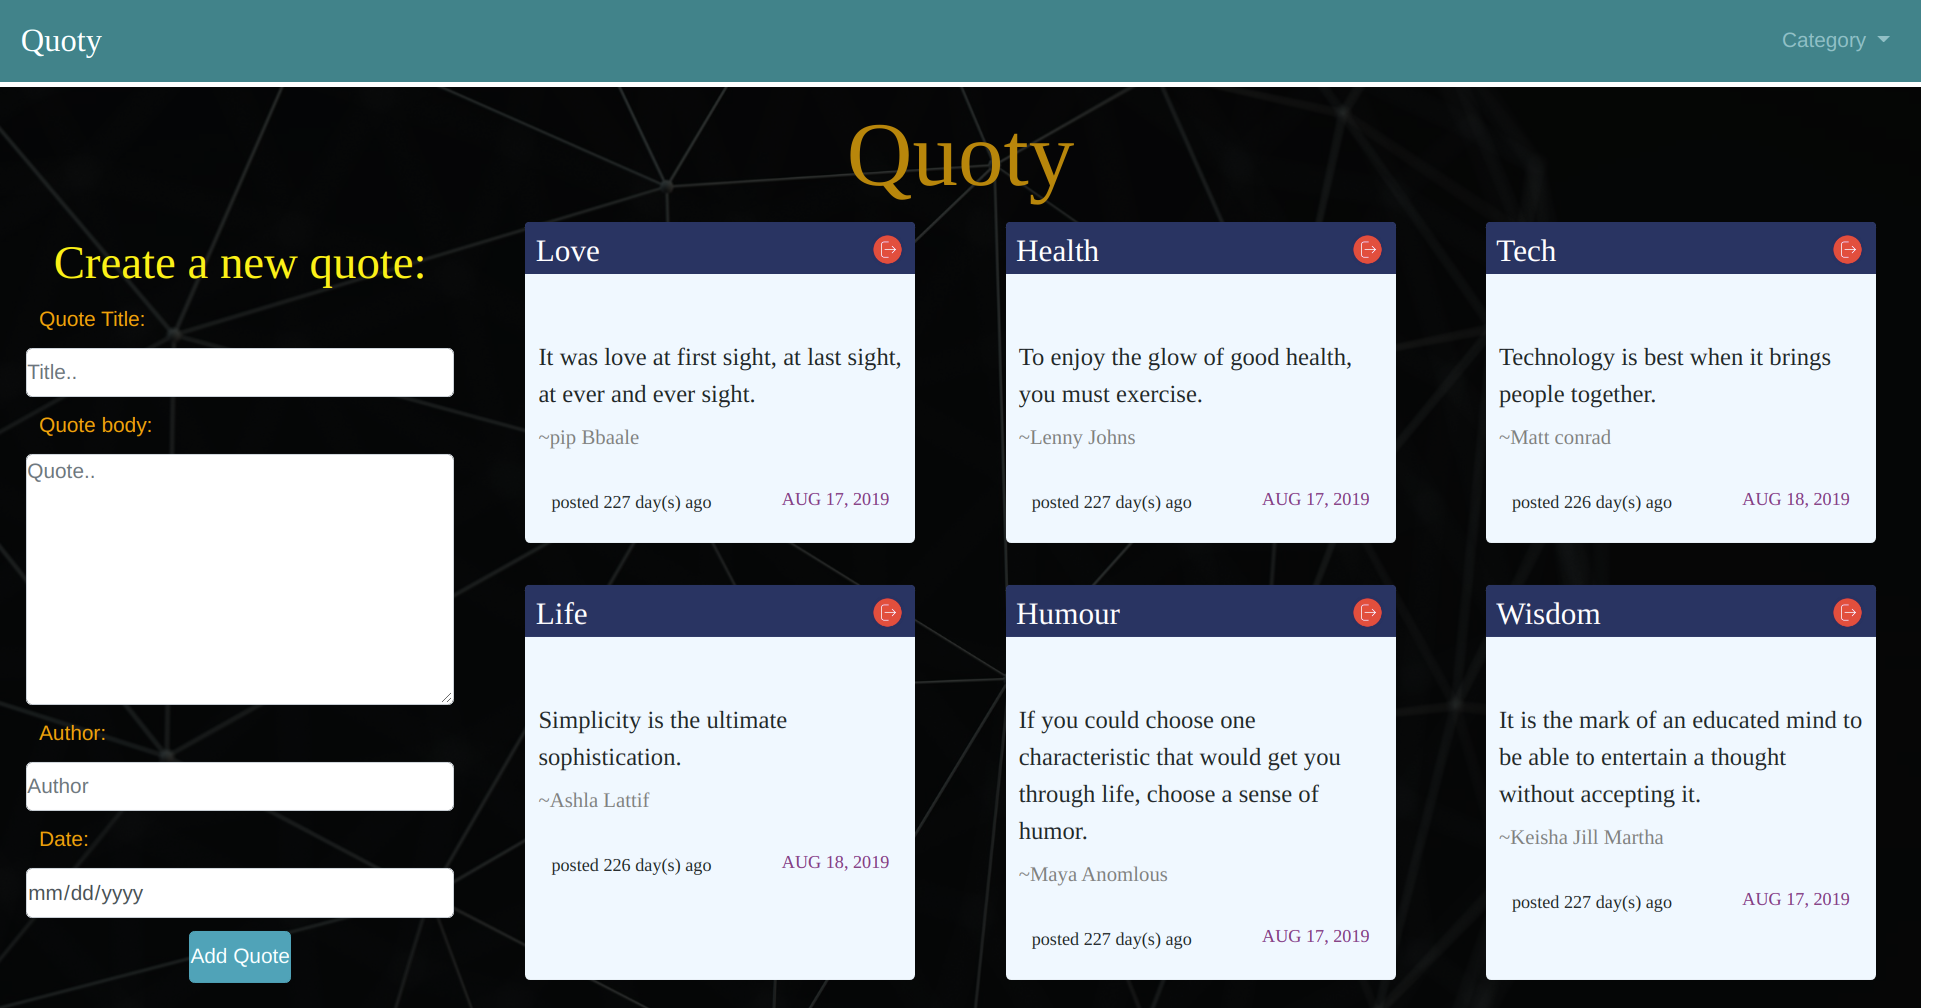 Quoty
Category
Quoty
Create a new quote:
Quote Title:
Title..
Quote body:
Quote..
Author:
Author
Date:
mm/dd/yyyy
Add Quote
Love
It was love at first sight, at last sight,
at ever and ever sight.
~pip Bbaale
posted 227 day(s) ago
AUG 17, 2019
Health
To enjoy the glow of good health,
you must exercise.
~Lenny Johns
posted 227 day(s) ago
AUG 17, 2019
Tech
Technology is best when it brings
people together.
~Matt conrad
posted 226 day(s) ago
AUG 18, 2019
Life
Simplicity is the ultimate
sophistication.
~Ashla Lattif
posted 226 day(s) ago
AUG 18, 2019
Humour
If you could choose one
characteristic that would get you
through life, choose a sense of
humor.
~Maya Anomlous
posted 227 day(s) ago
AUG 17, 2019
Wisdom
It is the mark of an educated mind to
be able to entertain a thought
without accepting it.
~Keisha Jill Martha
posted 227 day(s) ago
AUG 17, 2019